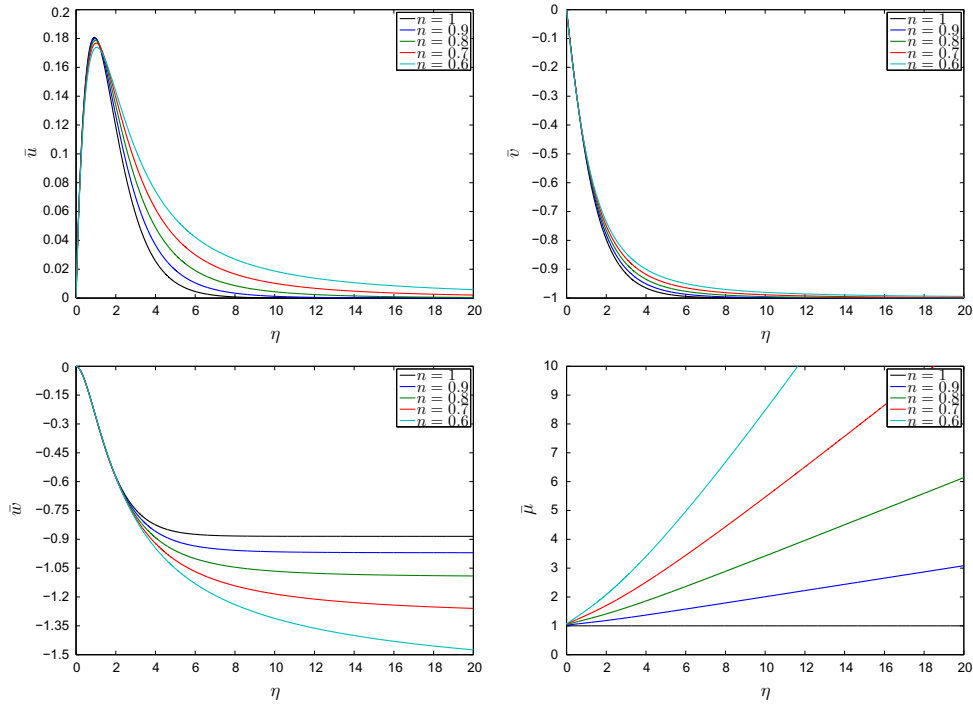 0.2
0.18
0.16
0.14
0.12
0.1
0.08
0.06
0.04
0.02
0
ū
0 2 4 6 8 10 12 14 16 18 20
η
n = 1
n = 0.9
n = 0.8
n = 0.7
n = 0.6
0
−0.1
−0.2
−0.3
−0.4
−0.5
−0.6
−0.7
−0.8
−0.9
−1
v̄
0 2 4 6 8 10 12 14 16 18 20
η
n = 1
n = 0.9
n = 0.8
n = 0.7
n = 0.6
0
−0.15
−0.3
−0.45
−0.6
−0.75
−0.9
−1.05
−1.2
−1.35
−1.5
w̄
0 2 4 6 8 10 12 14 16 18 20
η
n = 1
n = 0.9
n = 0.8
n = 0.7
n = 0.6
10
9
8
7
6
5
4
3
2
1
0
μ̄
0 2 4 6 8 10 12 14 16 18 20
η
n = 1
n = 0.9
n = 0.8
n = 0.7
n = 0.6